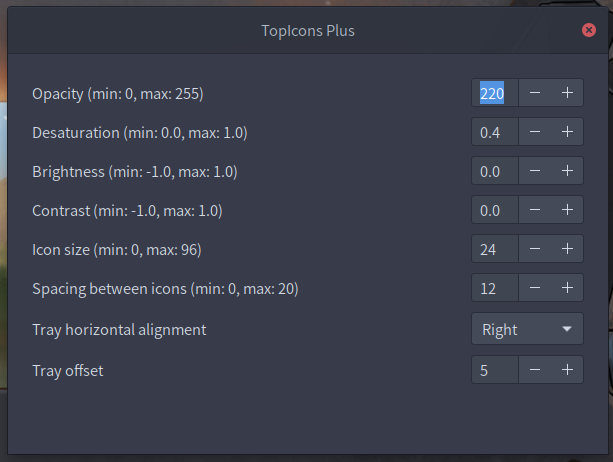 TopIcons Plus
Opacity (min: 0, max: 255) 220
Desaturation (min: 0.0, max: 1.0) 0.4
Brightness (min: -1.0, max: 1.0) 0.0
Contrast (min: -1.0, max: 1.0) 0.0
Icon size (min: 0, max: 96) 24
Spacing between icons (min: 0, max: 20) 12
Tray horizontal alignment Right
Tray offset 5